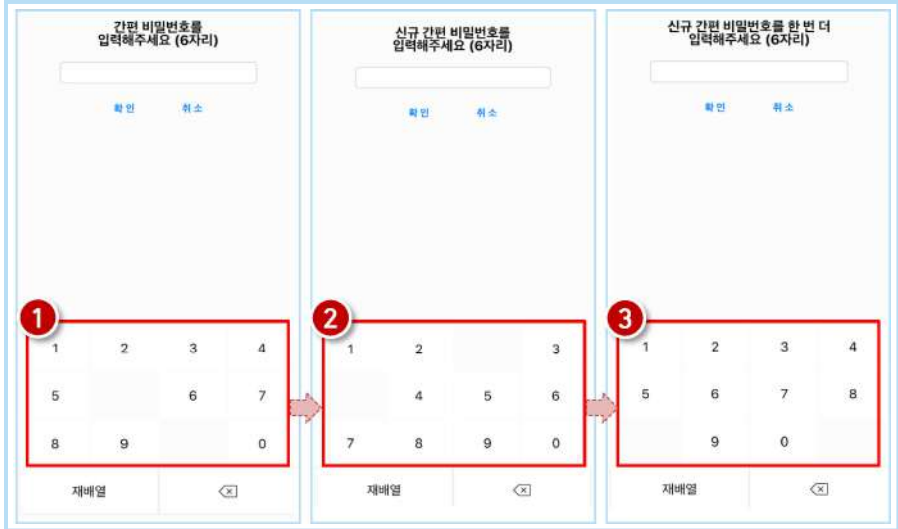 간편 비밀번호를
입력해주세요 (6자리)
확인 취소
1
1 2 3 4
5 6 7
8 9 0
재배열
신규 간편 비밀번호를
입력해주세요 (6자리)
확인 취소
2
1 2 3
4 5 6
7 8 9 0
재배열
신규 간편 비밀번호를 한 번 더
입력해주세요 (6자리)
확인 취소
3
1 2 3 4
5 6 7 8
9 0
재배열